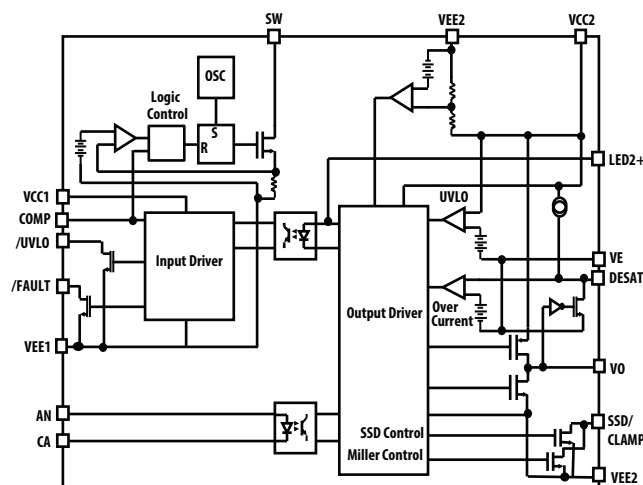 SW
VEE2
VCC2
OSC
Logic
Control
S
R
LED2+
VCC1
COMP
/UVLO
/FAULT
VEE1
Input Driver
UVLO
VE
DESAT
Output Driver
Over
Current
VO
AN
CA
SSD Control
Miller Control
SSD/
CLAMP
VEE2